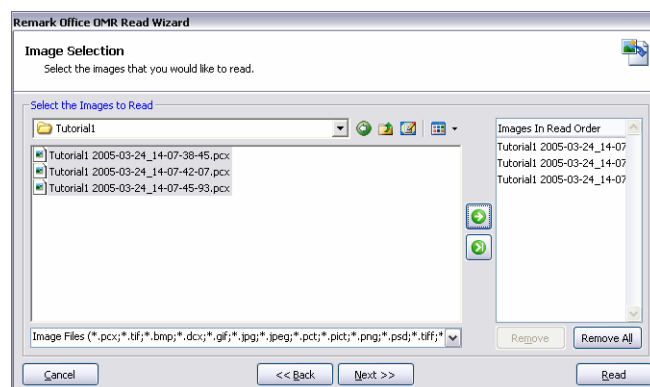 Remark Office OMR Read Wizard
Image Selection
Select the images that you would like to read.
Select the Images to Read
Tutorial1
Tutorial1 2005-03-24_14-07-38-45.pcx
Tutorial1 2005-03-24_14-07-42-07.pcx
Tutorial1 2005-03-24_14-07-45-93.pcx
Image Files (*.pcx;*.tif;*.bmp;*.dcx;*.gif;*.jpg;*.jpeg;*.pct;*.pict;*.png;*.psd;*.tiff;*
Images In Read Order
Tutorial1 2005-03-24_14-07
Tutorial1 2005-03-24_14-07
Tutorial1 2005-03-24_14-07
Remove
Remove All
Cancel
<< Back
Next >>
Read